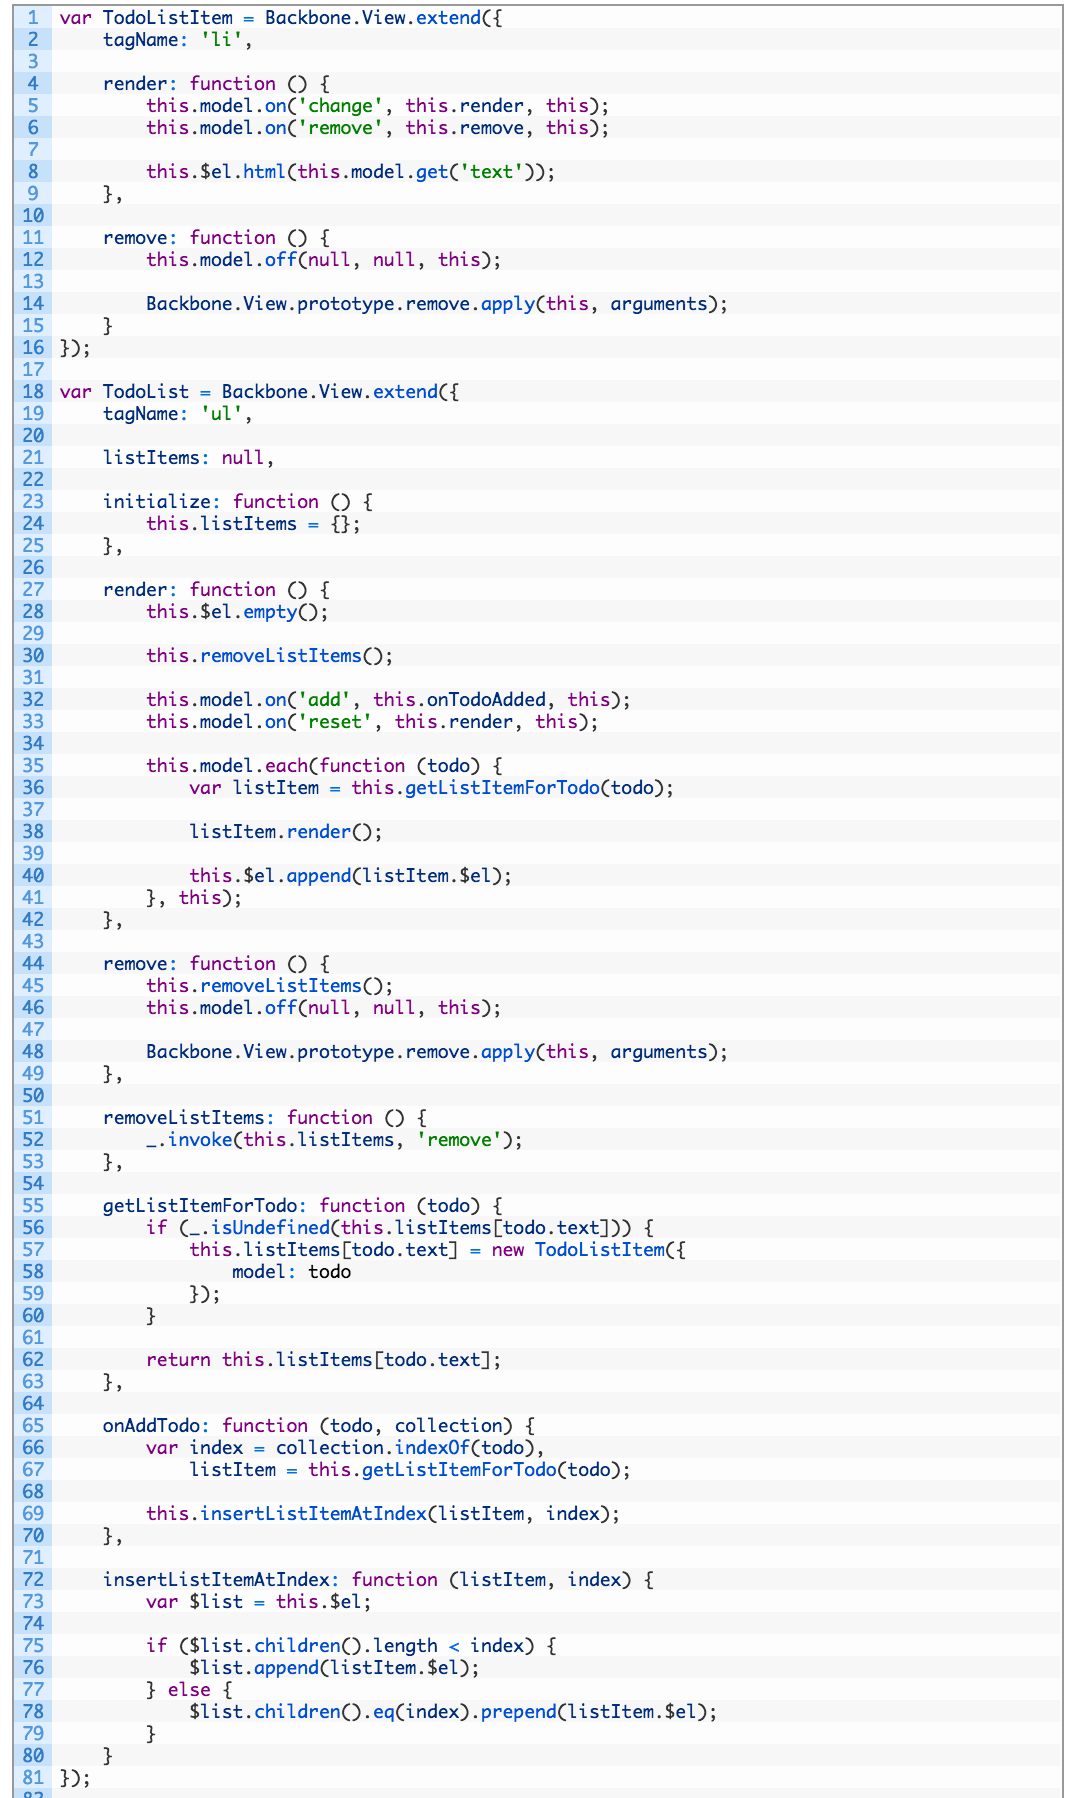 1 var TodoListItem = Backbone.View.extend({
2     tagName: 'li',
3
4     render: function () {
5         this.model.on('change', this.render, this);
6         this.model.on('remove', this.remove, this);
7
8         this.$el.html(this.model.get('text'));
9     },
10
11     remove: function () {
12         this.model.off(null, null, this);
13
14         Backbone.View.prototype.remove.apply(this, arguments);
15     }
16 });
17
18 var TodoList = Backbone.View.extend({
19     tagName: 'ul',
20
21     listItems: null,
22
23     initialize: function () {
24         this.listItems = {};
25     },
26
27     render: function () {
28         this.$el.empty();
29
30         this.removeListItems();
31
32         this.model.on('add', this.onTodoAdded, this);
33         this.model.on('reset', this.render, this);
34
35         this.model.each(function (todo) {
36             var listItem = this.getListItemForTodo(todo);
37
38             listItem.render();
39
40             this.$el.append(listItem.$el);
41         }, this);
42     },
43
44     remove: function () {
45         this.removeListItems();
46         this.model.off(null, null, this);
47
48         Backbone.View.prototype.remove.apply(this, arguments);
49     },
50
51     removeListItems: function () {
52         _.invoke(this.listItems, 'remove');
53     },
54
55     getListItemForTodo: function (todo) {
56         if (_.isUndefined(this.listItems[todo.text])) {
57             this.listItems[todo.text] = new TodoListItem({
58                 model: todo
59             });
60         }
61
62         return this.listItems[todo.text];
63     },
64
65     onAddTodo: function (todo, collection) {
66         var index = collection.indexOf(todo),
67             listItem = this.getListItemForTodo(todo);
68
69         this.insertListItemAtIndex(listItem, index);
70     },
71
72     insertListItemAtIndex: function (listItem, index) {
73         var $list = this.$el;
74
75         if ($list.children().length < index) {
76             $list.append(listItem.$el);
77         } else {
78             $list.children().eq(index).prepend(listItem.$el);
79         }
80     }
81 });